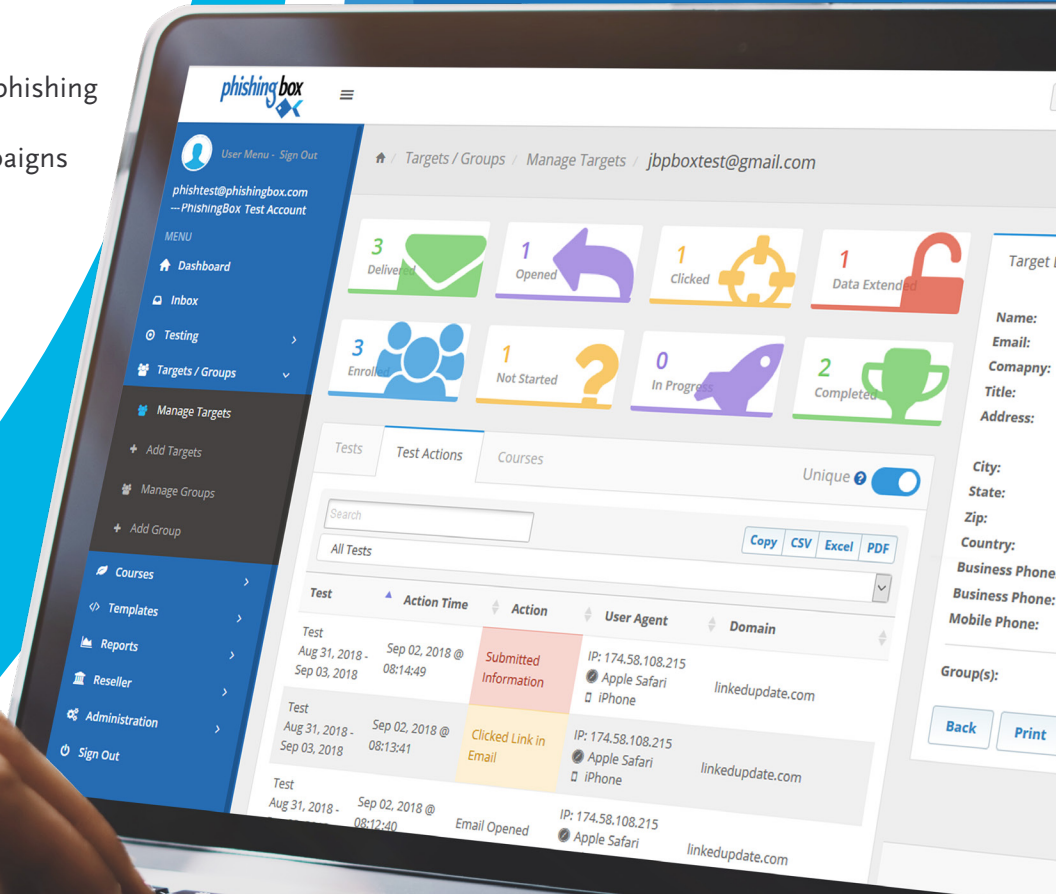 phishing
phishingbox
User Menu - Sign Out
phishtest@phishingbox.com
---PhishingBox Test Account
MENU
Dashboard
Inbox
Testing
Targets / Groups
Manage Targets
Add Targets
Manage Groups
Add Group
Courses
Templates
Reports
Reseller
Administration
Sign Out
/ Targets / Groups / Manage Targets / jbpboxtest@gmail.com
3
Delivered
1
Opened
1
Clicked
1
Data Extended
3
Enrolled
1
Not Started
0
In Progress
2
Completed
Tests
Test Actions
Courses
Unique
Search
Copy CSV Excel PDF
All Tests
Test Action Time Action User Agent Domain
Test
Aug 31, 2018 -
Sep 03, 2018
Sep 02, 2018 @
08:14:49
Submitted
Information
IP: 174.58.108.215
Apple Safari
iPhone
linkedupdate.com
Test
Aug 31, 2018 -
Sep 03, 2018
Sep 02, 2018 @
08:13:41
Clicked Link in
Email
IP: 174.58.108.215
Apple Safari
iPhone
linkedupdate.com
Test
Aug 31, 2018 -
Sep 02, 2018 @
08:12:40
Email Opened
IP: 174.58.108.215
Apple Safari
linkedupdate.com
Target
Name:
Email:
Comapny:
Title:
Address:
City:
State:
Zip:
Country:
Business Phone:
Business Phone:
Mobile Phone:
Group(s):
Back Print